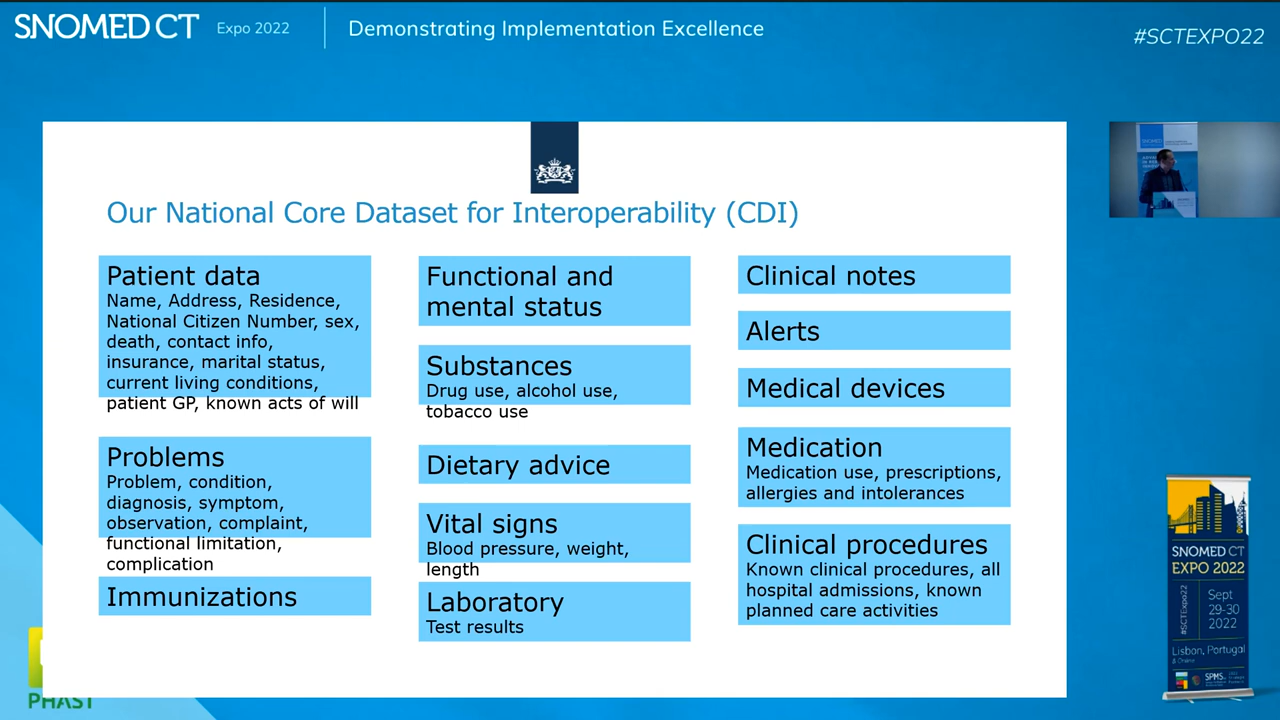 SNOMED CT Expo 2022 Demonstrating Implementation Excellence #SCTEXPO22
Our National Core Dataset for Interoperability (CDI)
Patient data
Name, Address, Residence,
National Citizen Number, sex,
death, contact info,
insurance, marital status,
current living conditions,
patient GP, known acts of will
Problems
Problem, condition,
diagnosis, symptom,
observation, complaint,
functional limitation,
complication
Immunizations
Functional and
mental status
Substances
Drug use, alcohol use,
tobacco use
Dietary advice
Vital signs
Blood pressure, weight,
length
Laboratory
Test results
Clinical notes
Alerts
Medical devices
Medication
Medication use, prescriptions,
allergies and intolerances
Clinical procedures
Known clinical procedures, all
hospital admissions, known
planned care activities
SNOMED CT
EXPO 2022
#SCTExpo22
Sept
29-30
2022
Lisbon, Portugal
& Online
SPMS
PHAST